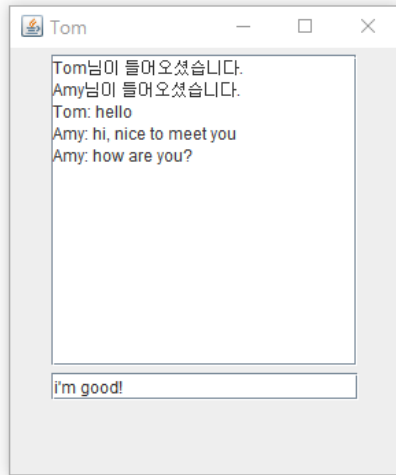 Tom
Tom님이 들어오셨습니다.
Amy님이 들어오셨습니다.
Tom: hello
Amy: hi, nice to meet you
Amy: how are you?
i'm good!